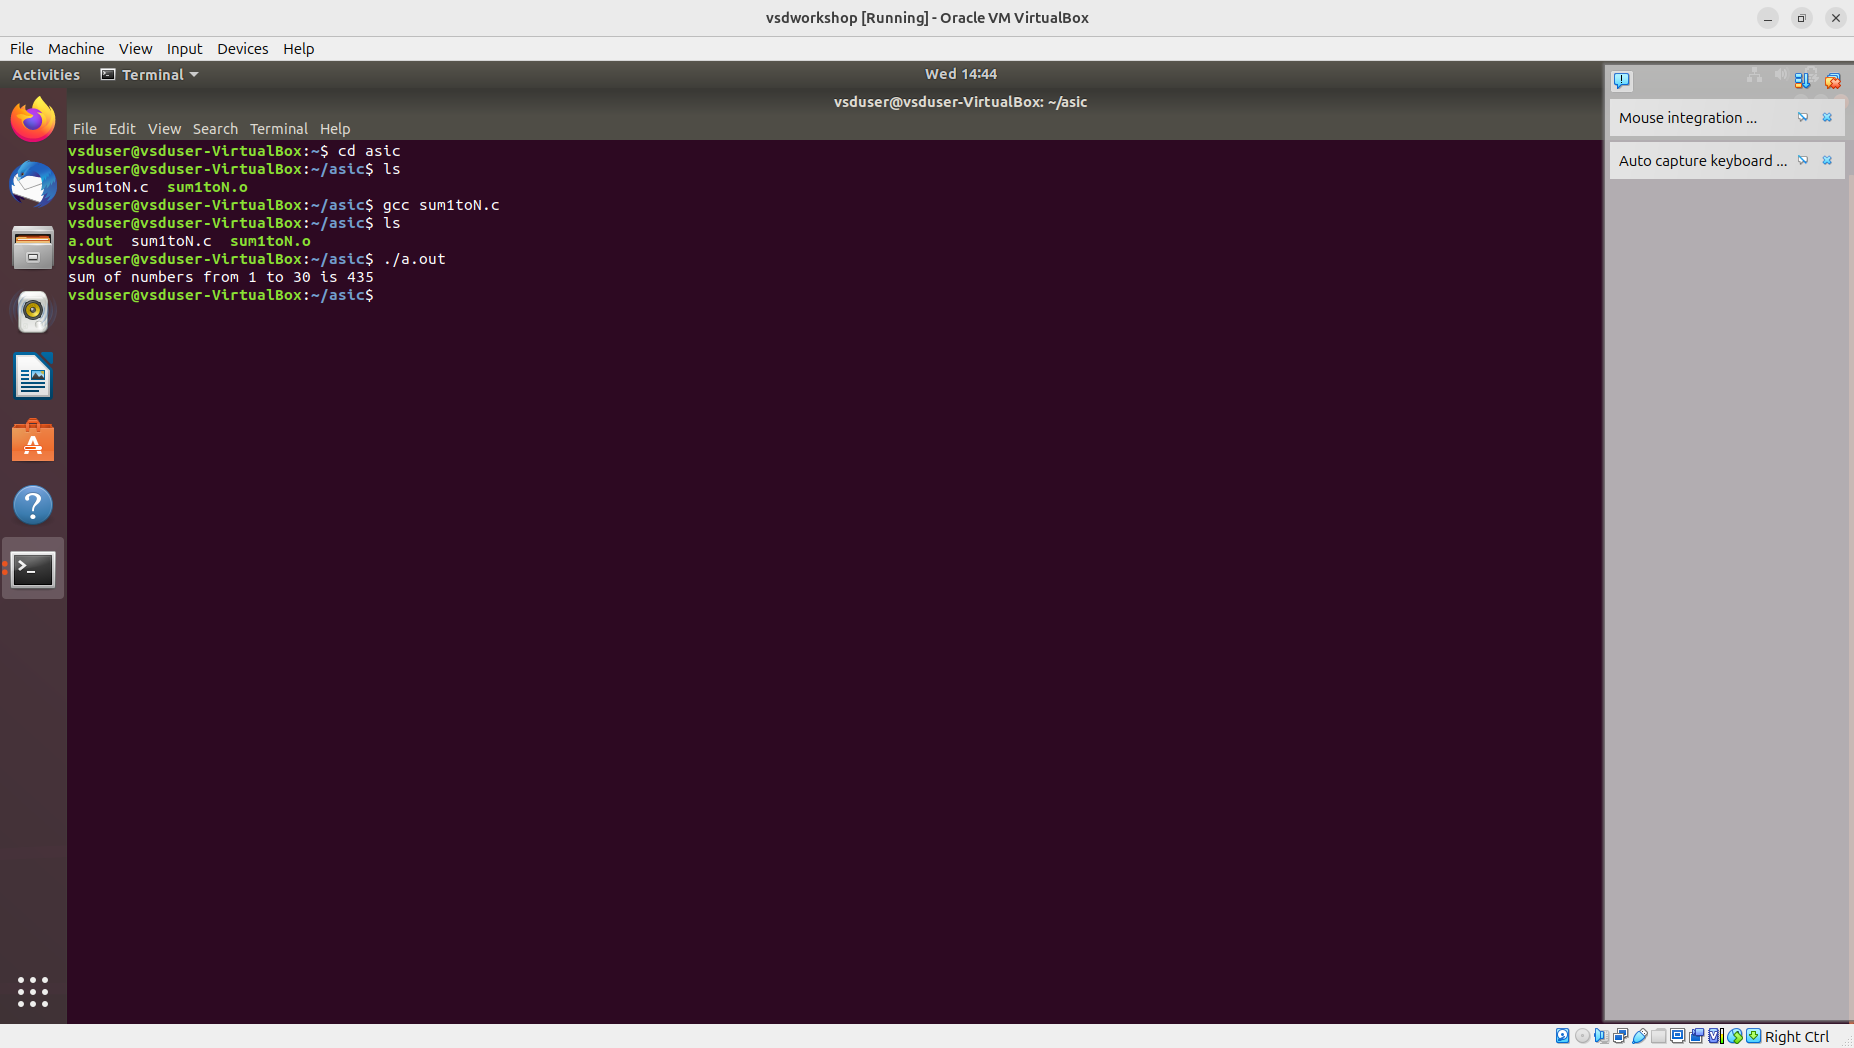 vsdworkshop [Running] - Oracle VM VirtualBox
File Machine View Input Devices Help
Activities Terminal Wed 14:44
vsduser@vsduser-VirtualBox: ~/asic
File Edit View Search Terminal Help
vsduser@vsduser-VirtualBox:~$ cd asic
vsduser@vsduser-VirtualBox:~/asic$ ls
sum1toN.c  sum1toN.o
vsduser@vsduser-VirtualBox:~/asic$ gcc sum1toN.c
vsduser@vsduser-VirtualBox:~/asic$ ls
a.out  sum1toN.c  sum1toN.o
vsduser@vsduser-VirtualBox:~/asic$ ./a.out
sum of numbers from 1 to 30 is 435
vsduser@vsduser-VirtualBox:~/asic$
Mouse integration ...
Auto capture keyboard ...
Right Ctrl